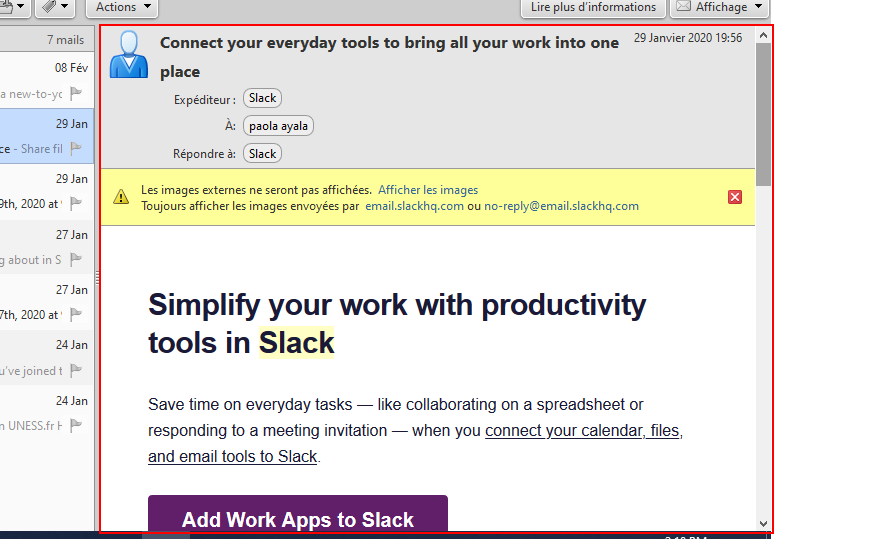 Actions
Lire plus d'informations
Affichage
7 mails
08 Fév
a new-to-yo
29 Jan
ce - Share fil
29 Jan
9th, 2020 at
27 Jan
g about in S
27 Jan
7th, 2020 at
24 Jan
u've joined t
24 Jan
n UNESS.fr H
Connect your everyday tools to bring all your work into one
place
29 Janvier 2020 19:56
Expéditeur : Slack
À: paola ayala
Répondre à: Slack
Les images externes ne seront pas affichées. Afficher les images
Toujours afficher les images envoyées par email.slackhq.com ou no-reply@email.slackhq.com
Simplify your work with productivity
tools in Slack
Save time on everyday tasks — like collaborating on a spreadsheet or
responding to a meeting invitation — when you connect your calendar, files,
and email tools to Slack.
Add Work Apps to Slack